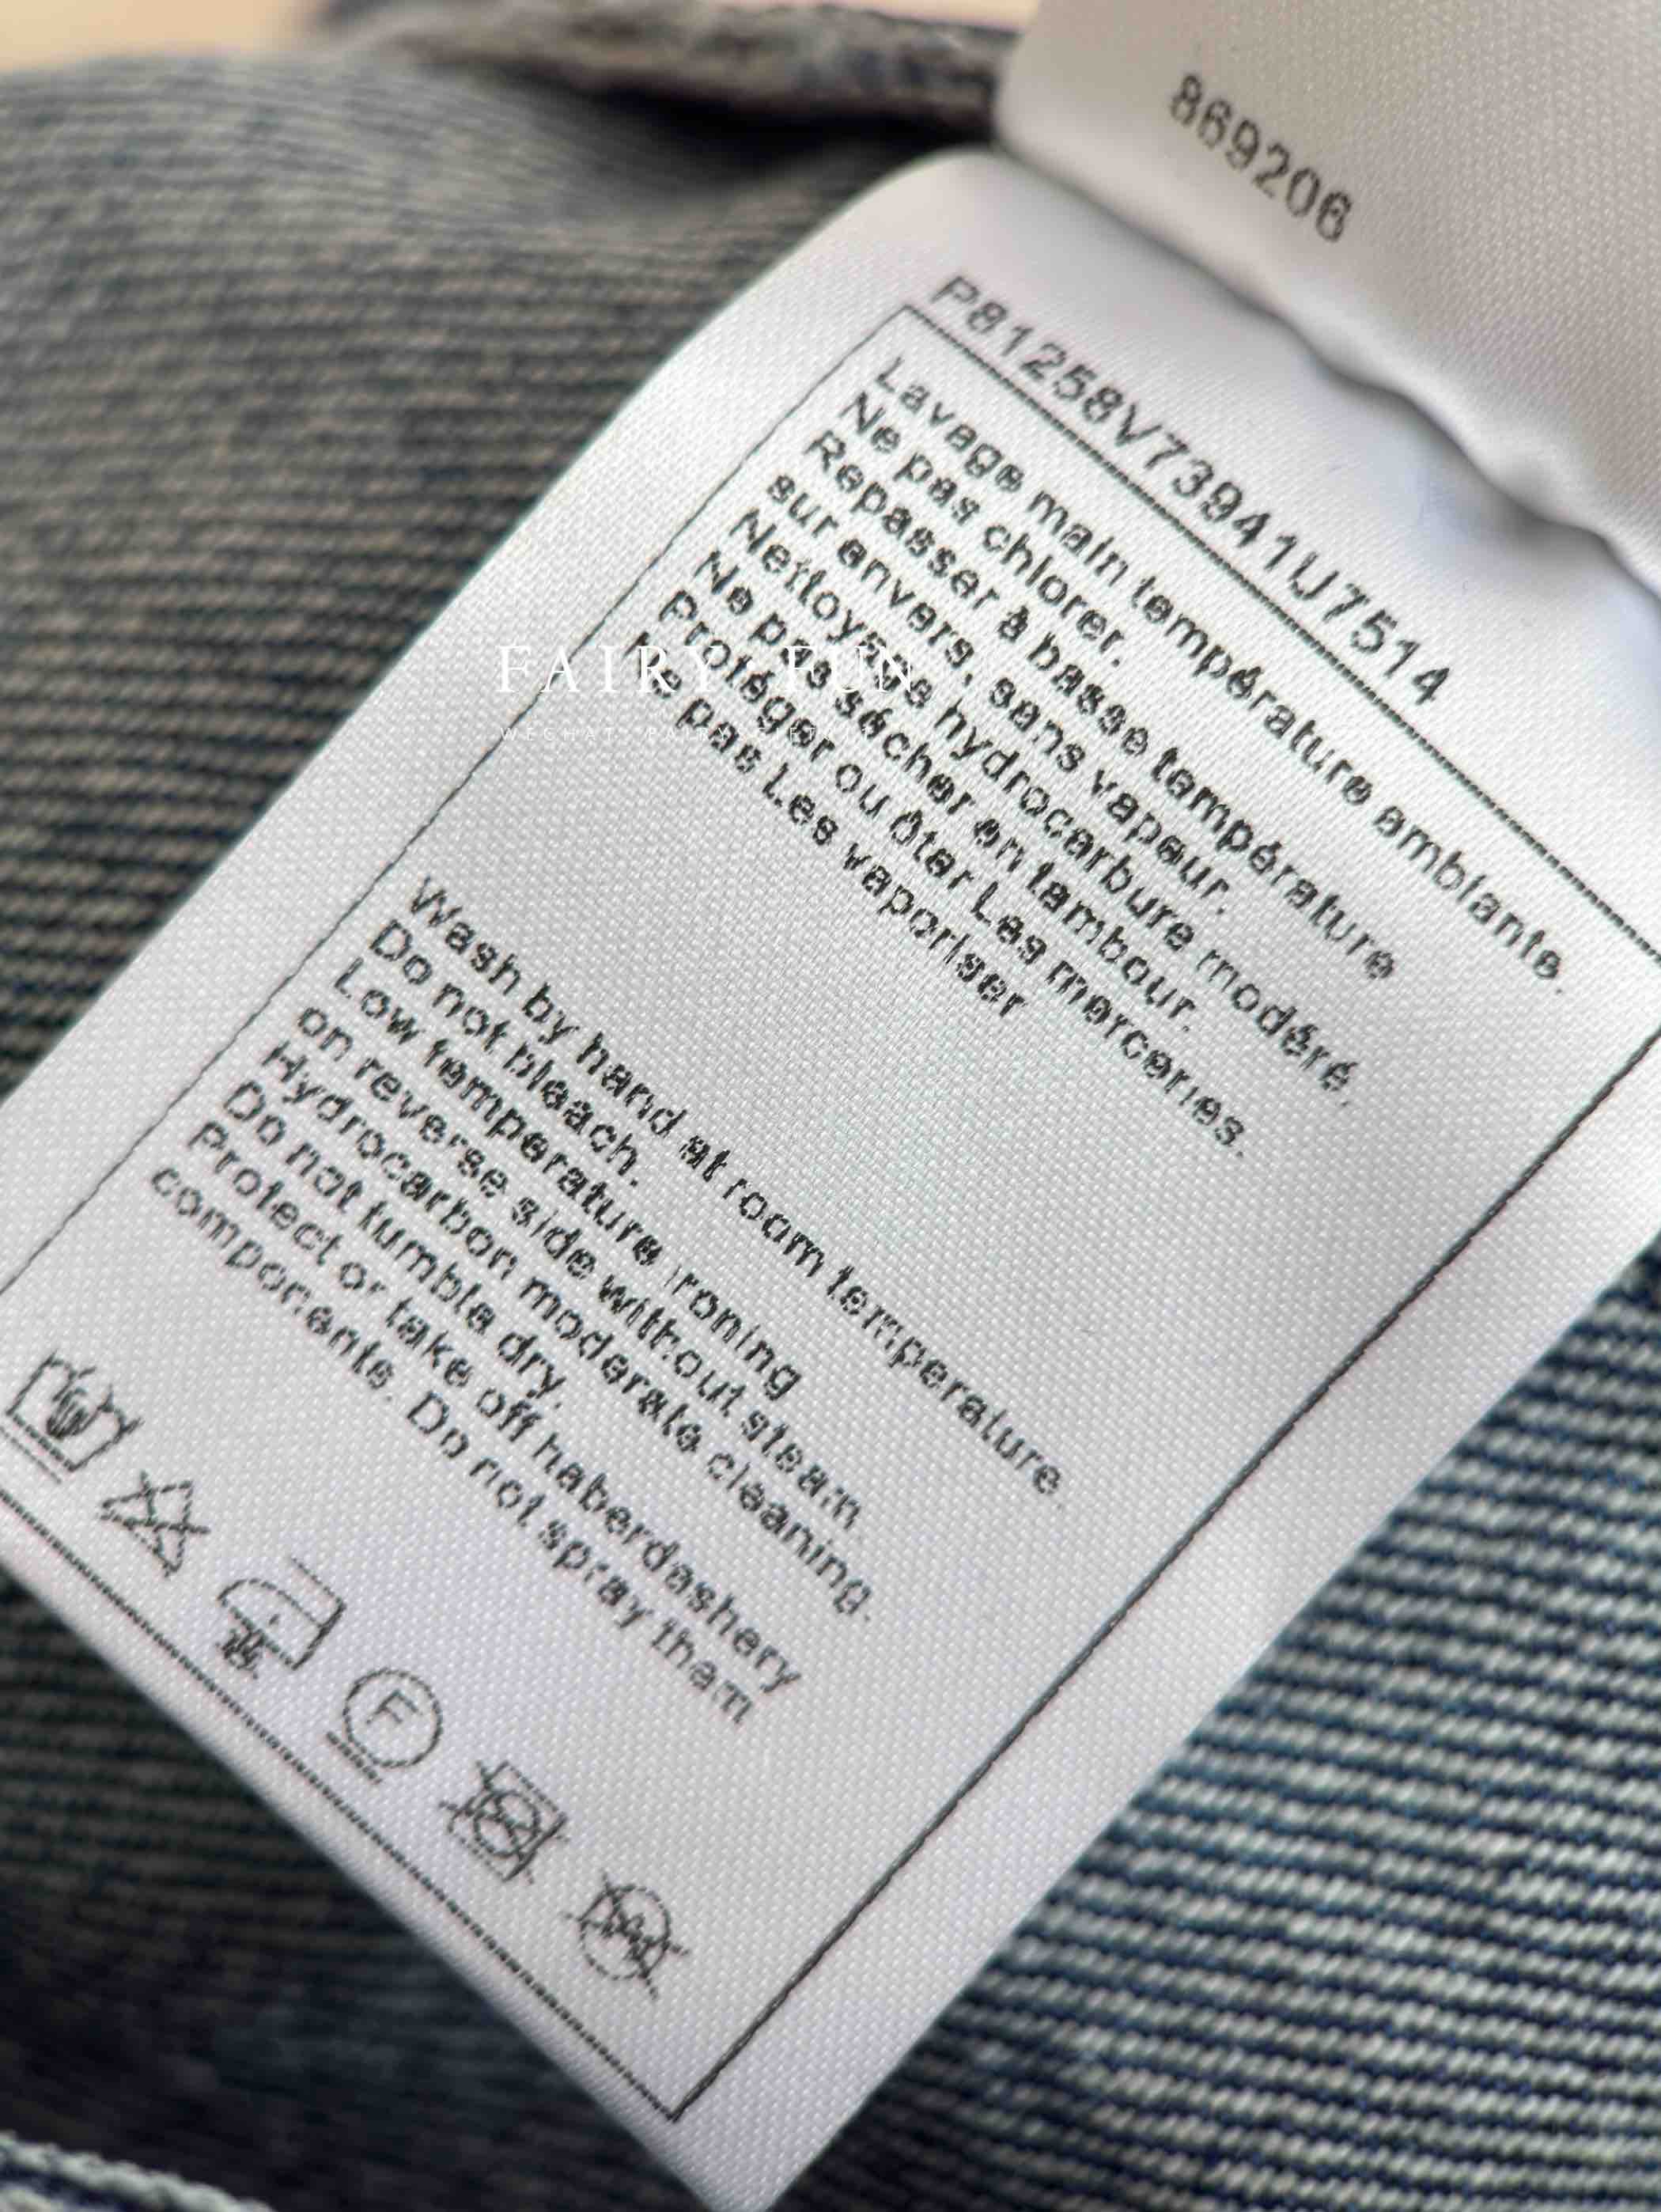 869206
P81258V73941U7514
Lavage main température ambiante.
Ne pas chlorer.
Repasser à basse température
sur envers, sans vapeur.
Nettoyage hydrocarbure modéré.
Ne pas sécher en tambour.
Protéger ou ôter Les merceries.
Ne pas Les vaporiser
FAIRY FUN
WECHAT
Wash by hand at room temperature.
Do not bleach.
Low temperature ironing
on reverse side without steam.
Hydrocarbon moderate cleaning.
Do not tumble dry.
Protect or take off haberdashery
components. Do not spray them
F